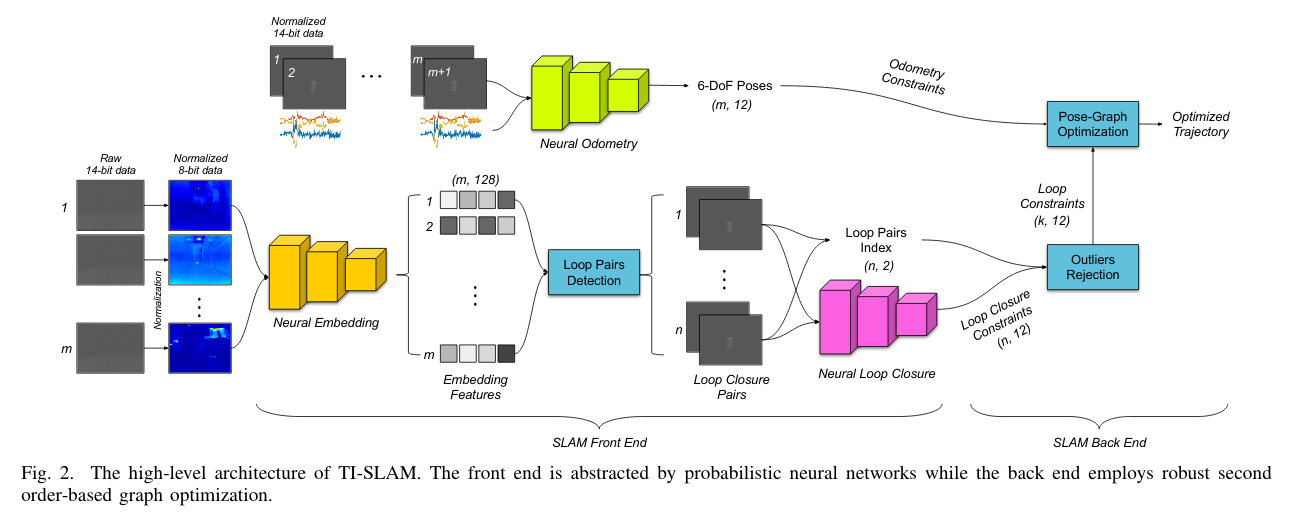 Normalized
14-bit data
1
2
...
m
m+1
Neural Odometry
6-DoF Poses
(m, 12)
Odometry
Constraints
Pose-Graph
Optimization
Optimized
Trajectory
Raw
14-bit data
Normalized
8-bit data
1
m
Normalization
Neural Embedding
(m, 128)
1
2
m
Embedding
Features
Loop Pairs
Detection
1
n
Loop Closure
Pairs
Loop Pairs
Index
(n, 2)
Neural Loop Closure
Loop Closure
Constraints
(n, 12)
Loop
Constraints
(k, 12)
Outliers
Rejection
SLAM Front End
SLAM Back End
Fig. 2. The high-level architecture of TI-SLAM. The front end is abstracted by probabilistic neural networks while the back end employs robust second
order-based graph optimization.